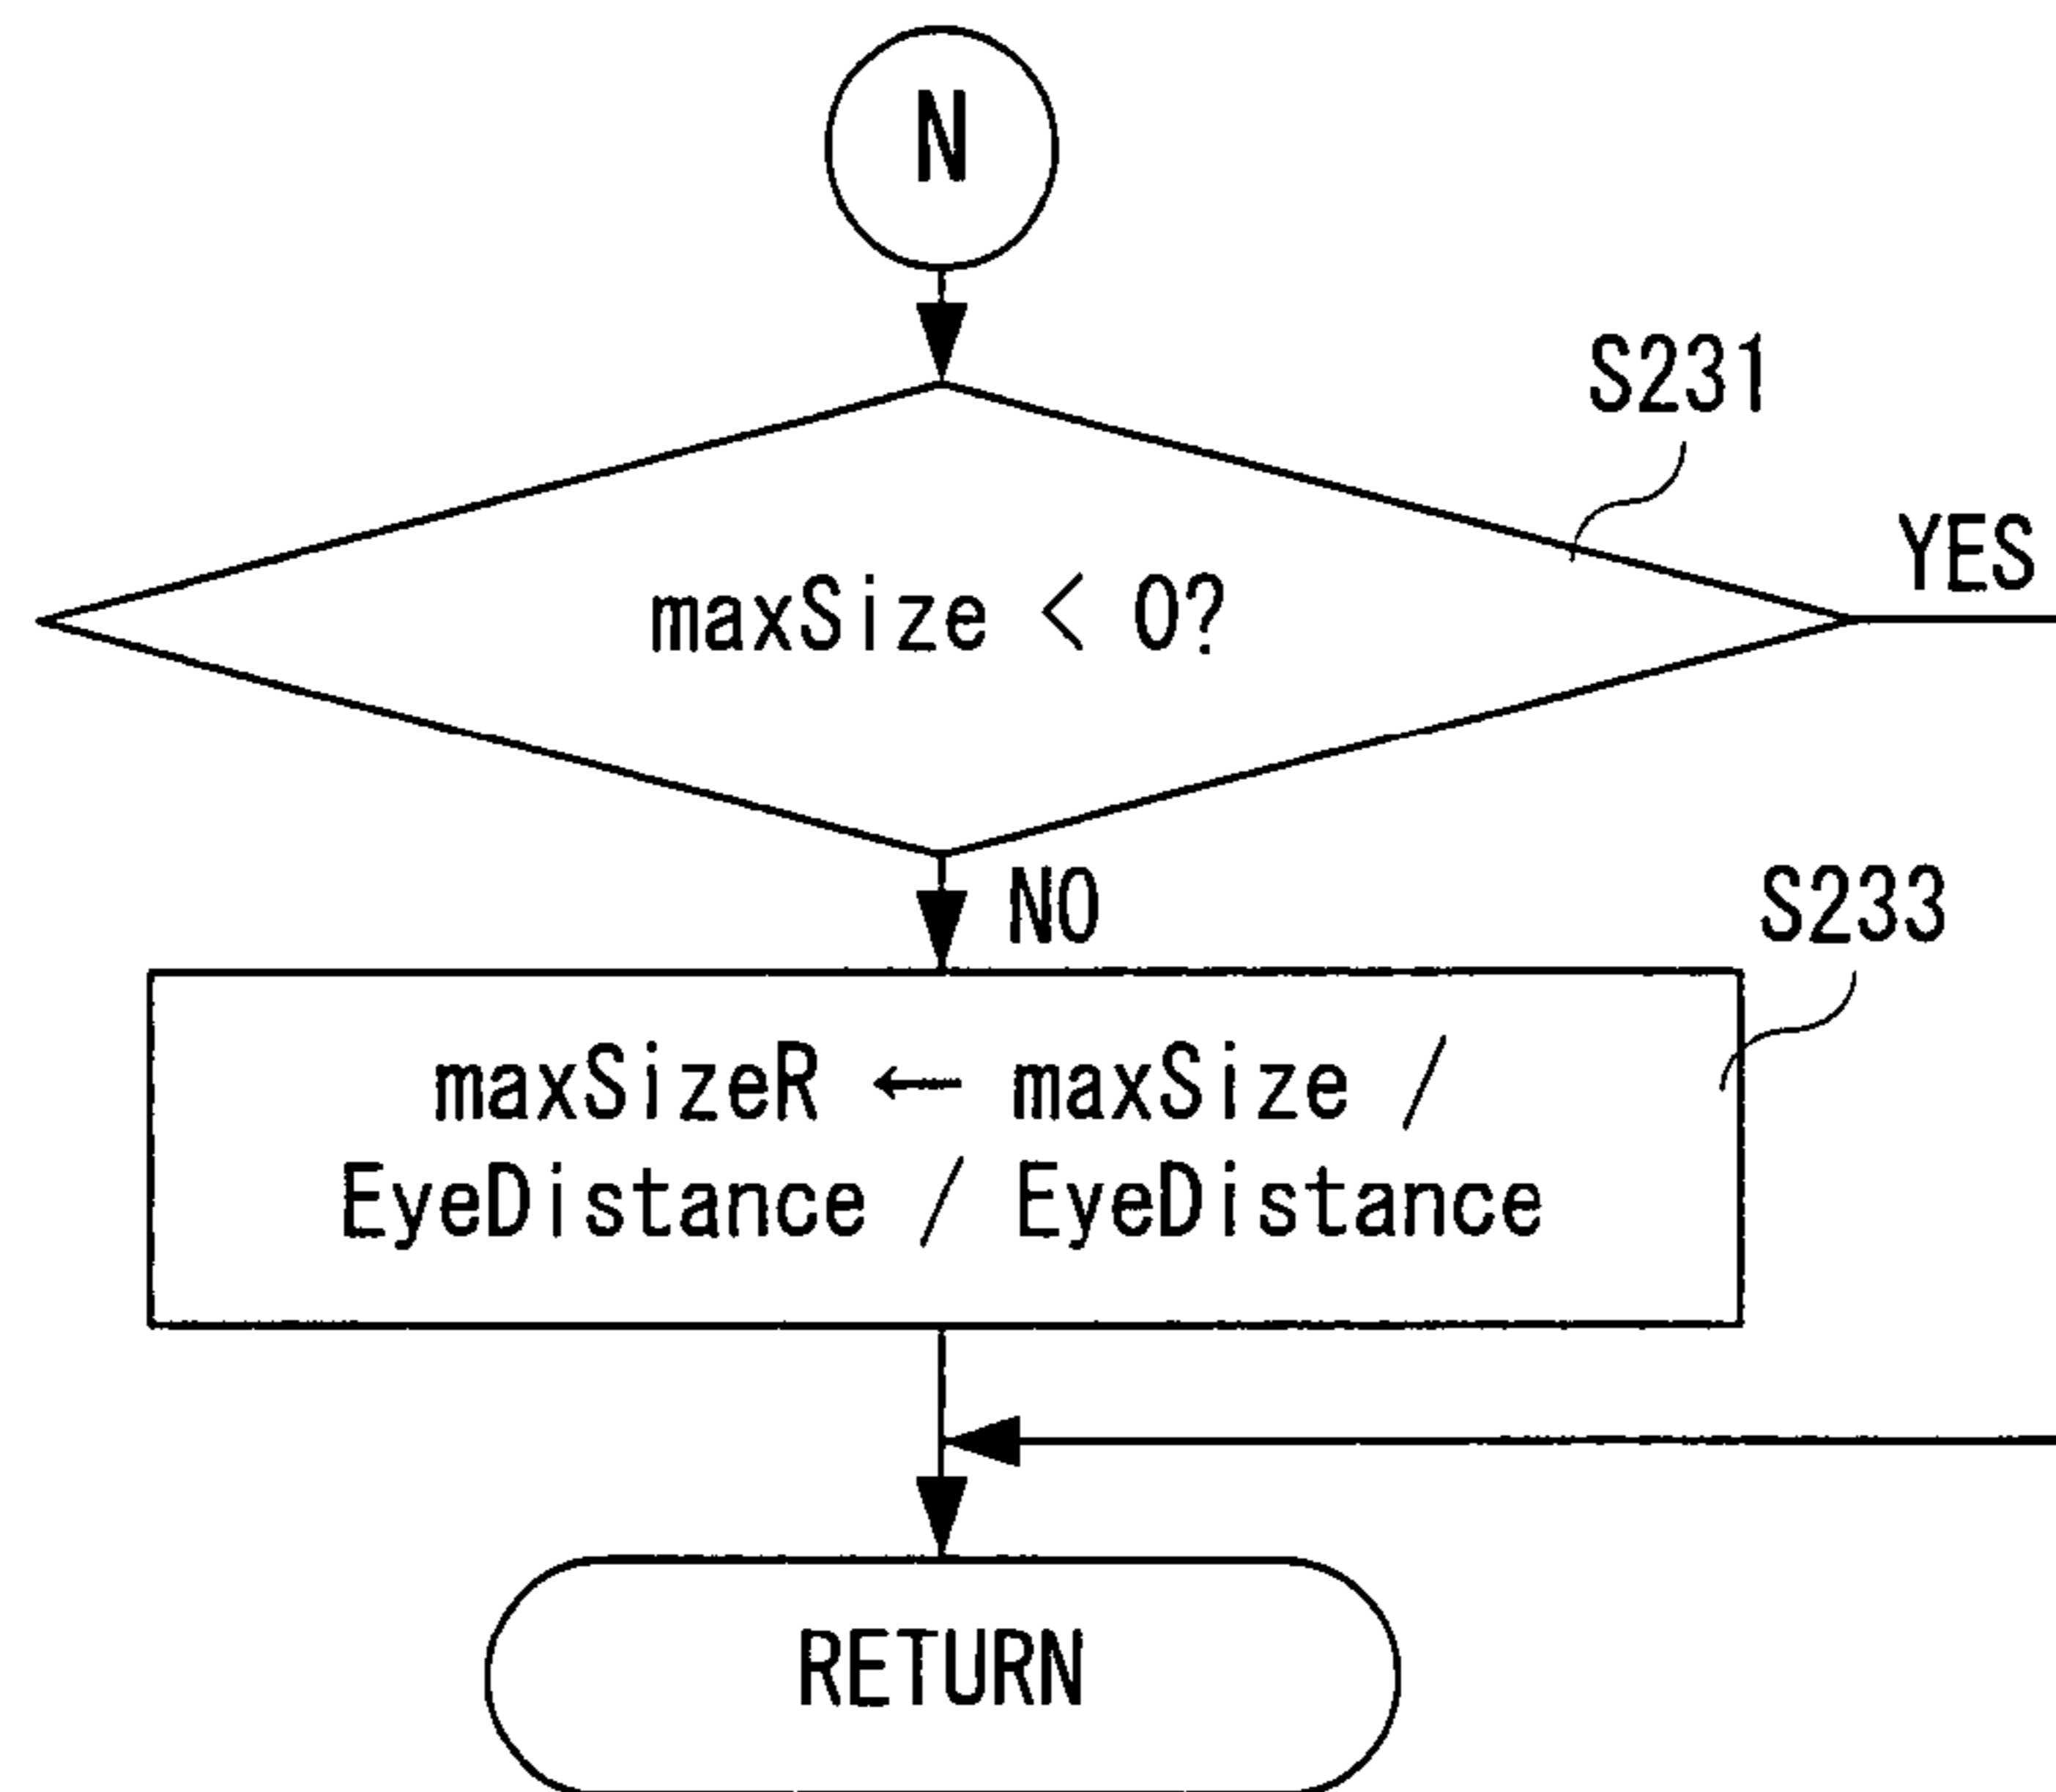 N
S231
YES
maxSize < 0?
NO
S233
maxSizeR ← maxSize /
EyeDistance / EyeDistance
RETURN